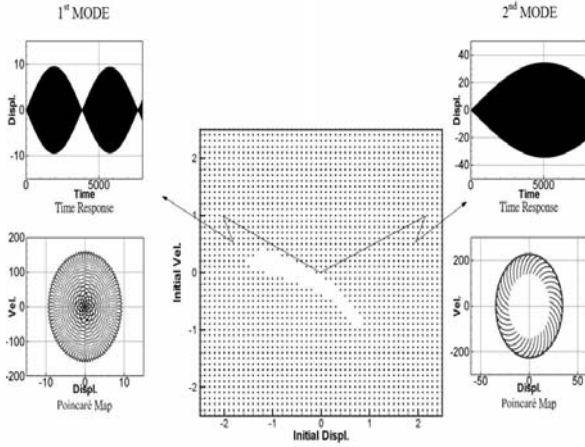 1st MODE
2nd MODE
10
0
-10
Displ.
0
5000
Time
Time Response
40
20
0
-20
-40
Displ.
0
5000
Time
Time Response
200
100
0
-100
-200
Vel.
-10
0
10
Displ.
Poincaré Map
2
1
0
-1
-2
Initial Vel.
-2
-1
0
1
2
Initial Displ.
200
0
-200
Vel.
-50
0
50
Displ.
Poincaré Map